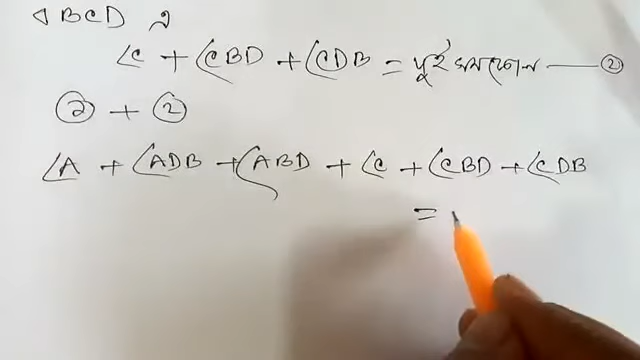 △ BCD এ
∠C + ∠CBD + ∠CDB = দুই সমকোণ —— ②
① + ②
∠A + ∠ADB + ∠ABD + ∠C + ∠CBD + ∠CDB
=